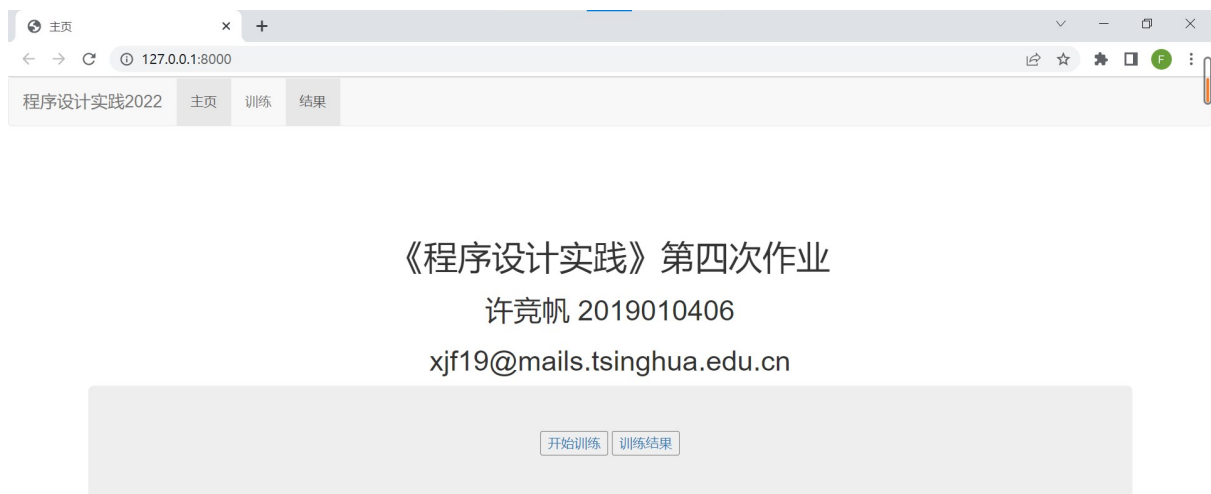 主页
127.0.0.1:8000
F
程序设计实践2022 主页 训练 结果
《程序设计实践》第四次作业
许竞帆 2019010406
xjf19@mails.tsinghua.edu.cn
开始训练 训练结果